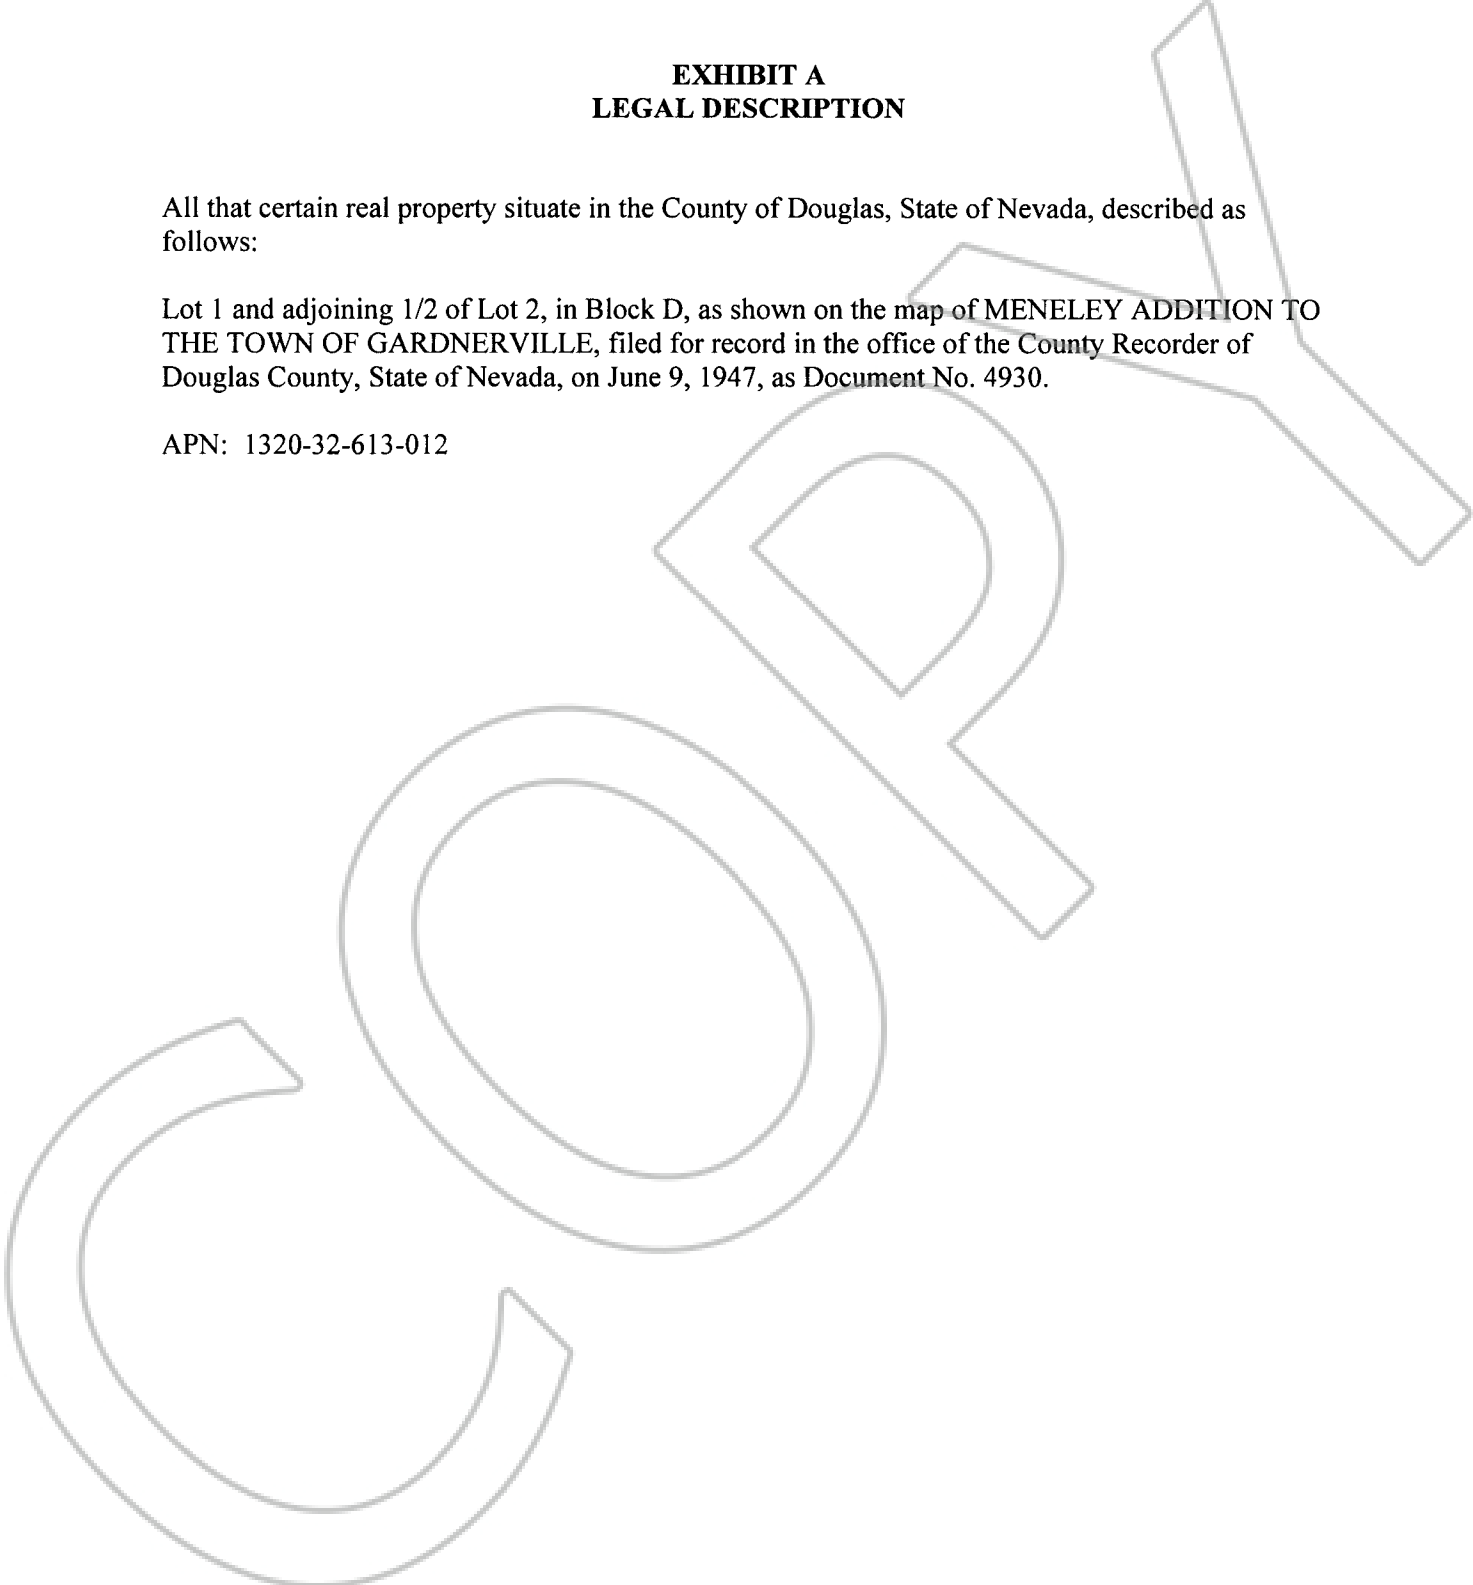 EXHIBIT A
LEGAL DESCRIPTION
All that certain real property situate in the County of Douglas, State of Nevada, described as
follows:
Lot 1 and adjoining 1/2 of Lot 2, in Block D, as shown on the map of MENELEY ADDITION TO
THE TOWN OF GARDNERVILLE, filed for record in the office of the County Recorder of
Douglas County, State of Nevada, on June 9, 1947, as Document No. 4930.
APN: 1320-32-613-012
COPY